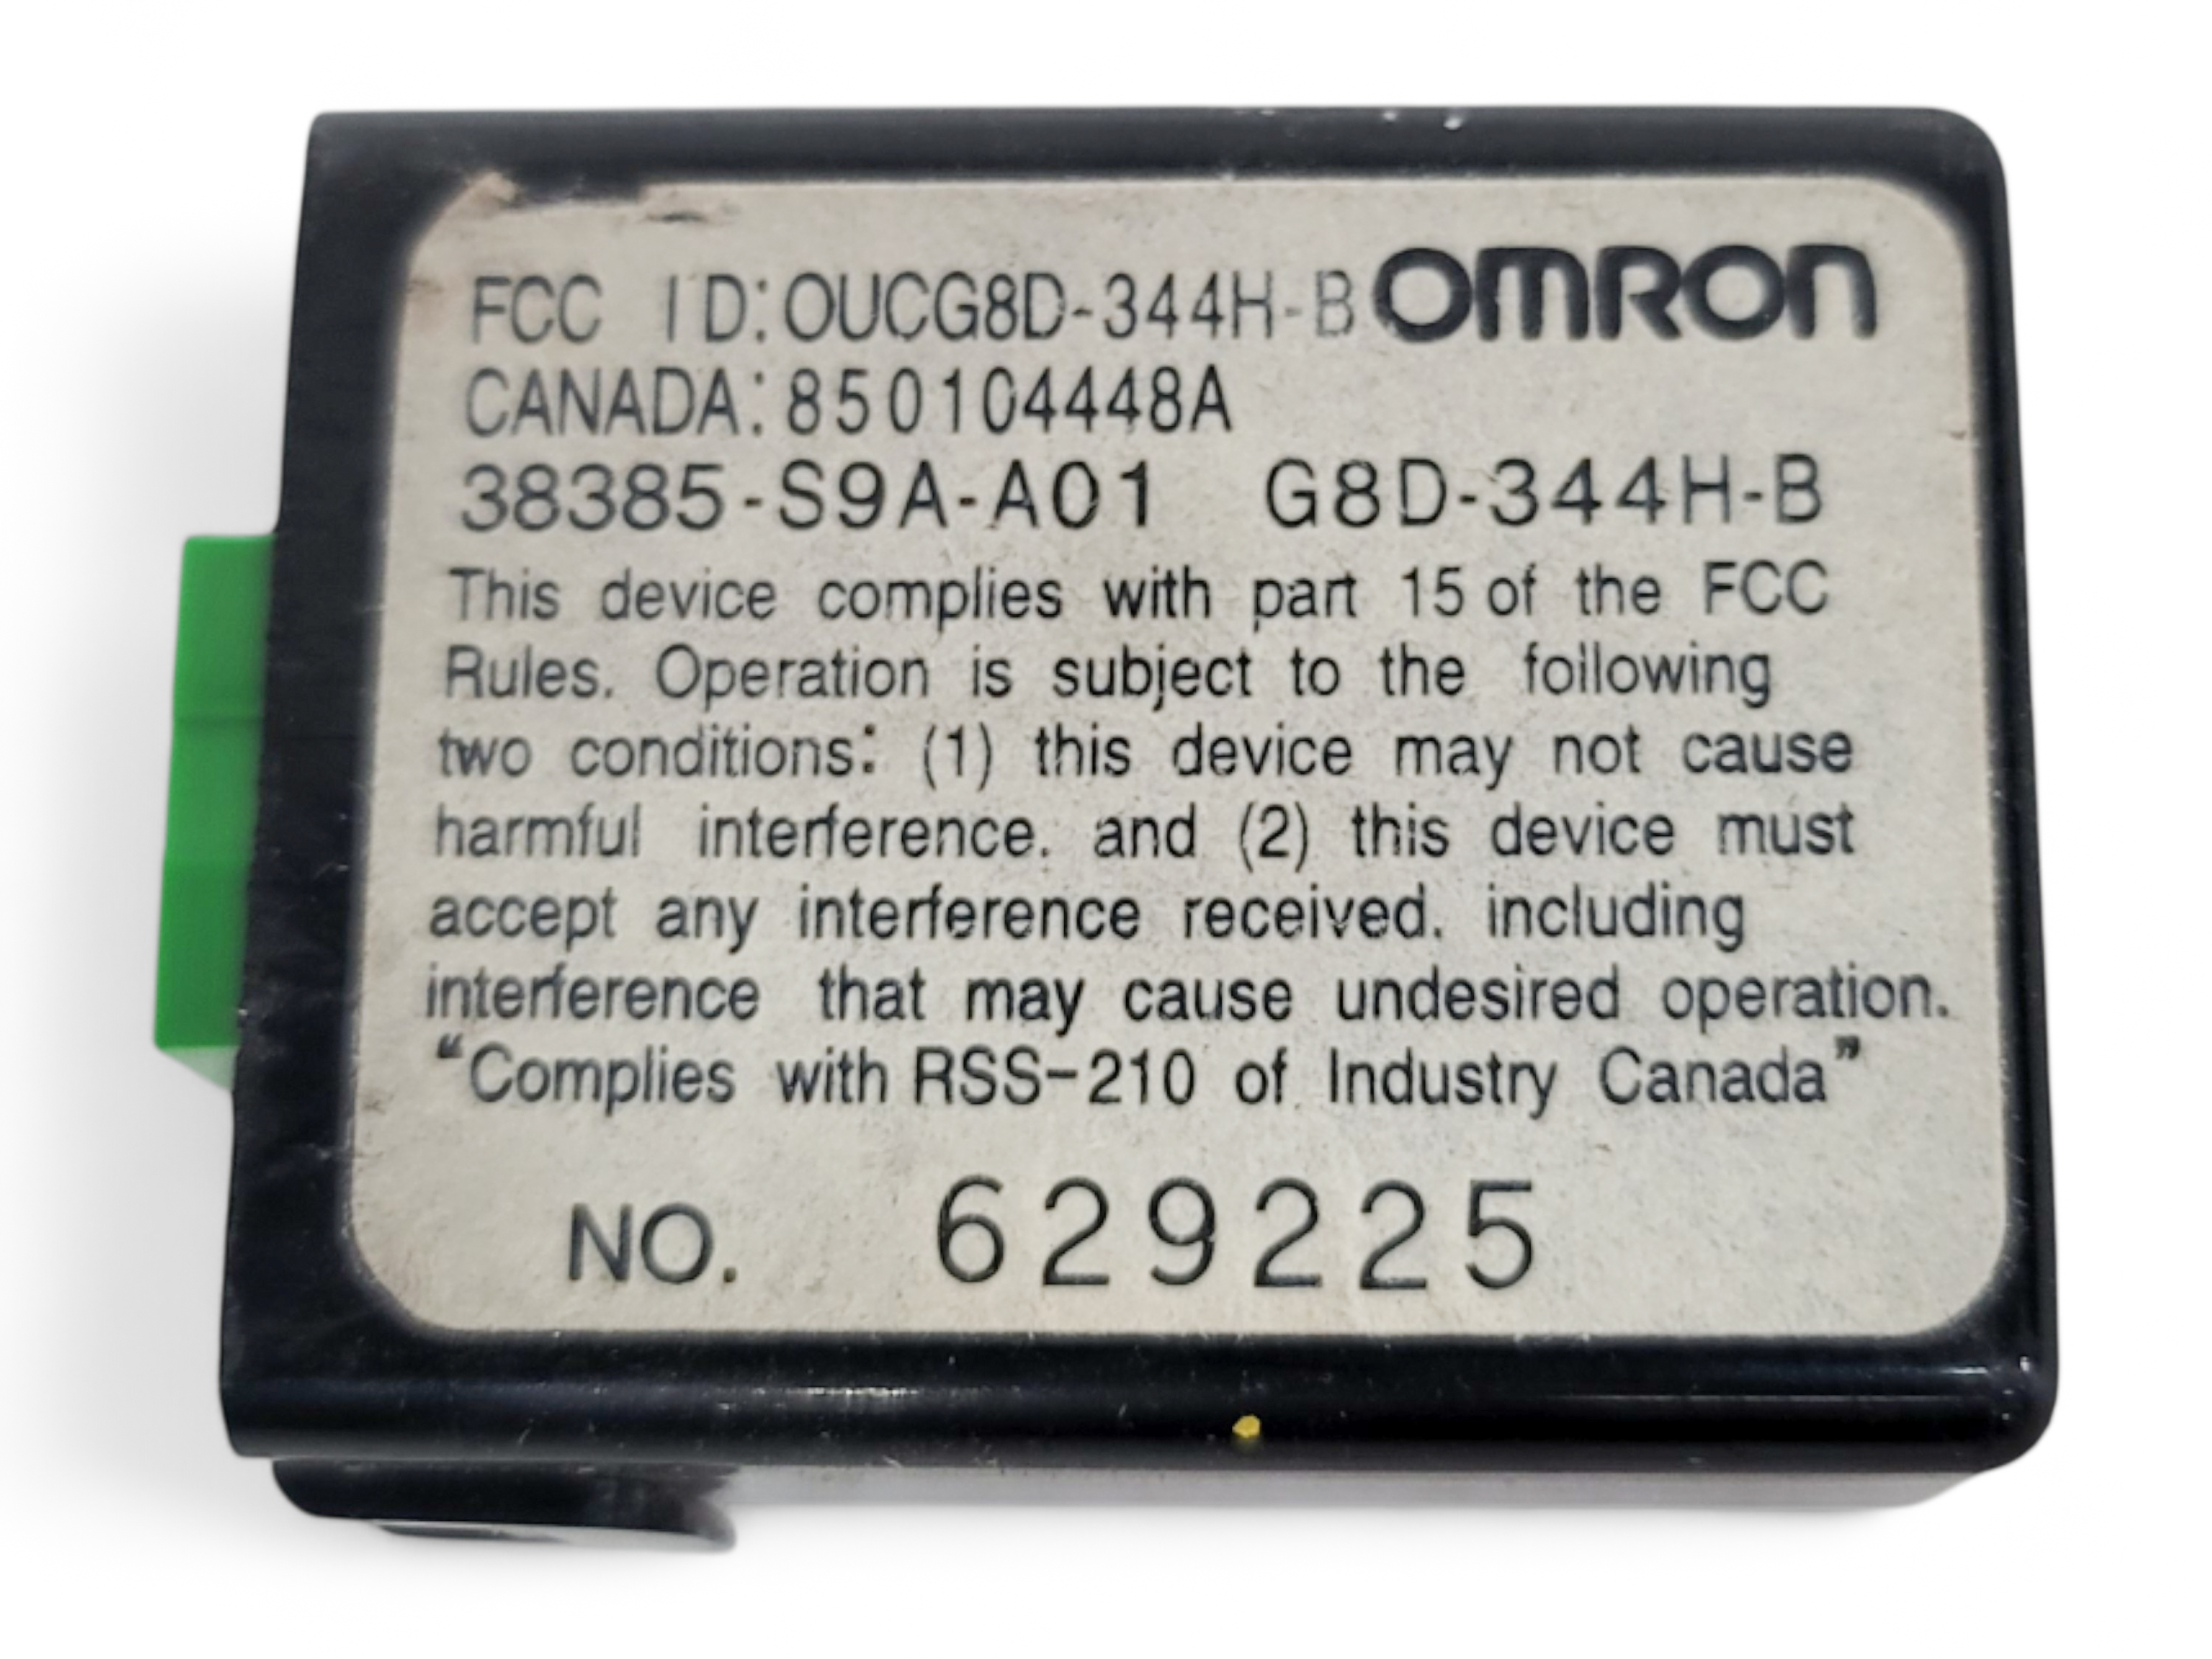 FCC ID: OUCG8D-344H-B OMRON
CANADA: 850104448A
38385-S9A-A01 G8D-344H-B
This device complies with part 15 of the FCC
Rules. Operation is subject to the following
two conditions: (1) this device may not cause
harmful interference. and (2) this device must
accept any interference received. including
interference that may cause undesired operation.
“Complies with RSS-210 of Industry Canada”
NO. 629225